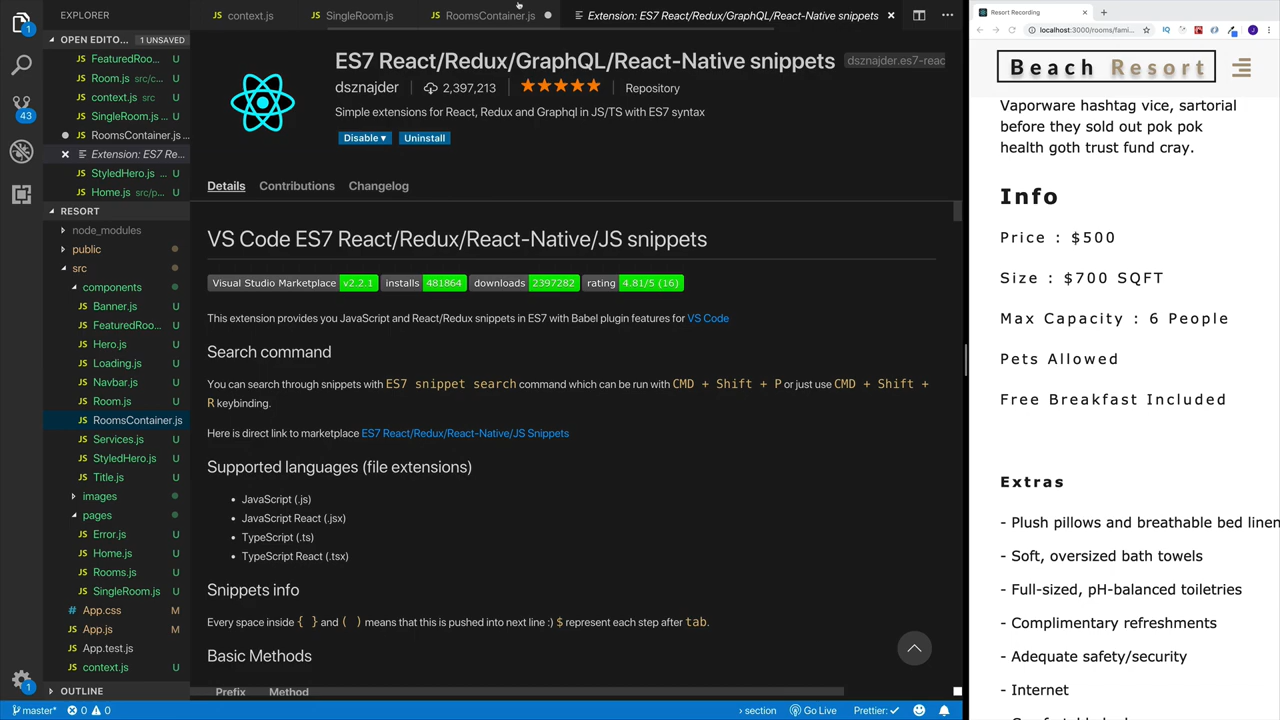 EXPLORER
OPEN EDITO... 1 UNSAVED
FeaturedRoo... U
Room.js src/c... U
context.js src U
SingleRoom.js ... U
RoomsContainer.js ...
Extension: ES7 Re...
StyledHero.js ... U
Home.js src/p... U
RESORT
node_modules
public
src
components
Banner.js U
FeaturedRoo... U
Hero.js U
Loading.js U
Navbar.js U
Room.js U
RoomsContainer.js
Services.js U
StyledHero.js U
Title.js U
images
pages
Error.js U
Home.js U
Rooms.js U
SingleRoom.js U
App.css M
App.js M
App.test.js
context.js U
OUTLINE
43
1
1
context.js
SingleRoom.js
RoomsContainer.js
Extension: ES7 React/Redux/GraphQL/React-Native snippets
ES7 React/Redux/GraphQL/React-Native snippets dsznajder.es7-reac
dsznajder 2,397,213 Repository
Simple extensions for React, Redux and Graphql in JS/TS with ES7 syntax
Disable Uninstall
Details Contributions Changelog
VS Code ES7 React/Redux/React-Native/JS snippets
Visual Studio Marketplace v2.2.1 installs 481864 downloads 2397282 rating 4.81/5 (16)
This extension provides you JavaScript and React/Redux snippets in ES7 with Babel plugin features for VS Code
Search command
You can search through snippets with ES7 snippet search command which can be run with CMD + Shift + P or just use CMD + Shift +
R keybinding.
Here is direct link to marketplace ES7 React/Redux/React-Native/JS Snippets
Supported languages (file extensions)
• JavaScript (.js)
• JavaScript React (.jsx)
• TypeScript (.ts)
• TypeScript React (.tsx)
Snippets info
Every space inside { } and ( ) means that this is pushed into next line :) $ represent each step after tab.
Basic Methods
Prefix Method
master* 0 0 › section Go Live Prettier: ✓
Resort Recording
localhost:3000/rooms/fami...
IQ
J
Beach Resort
Vaporware hashtag vice, sartorial
before they sold out pok pok
health goth trust fund cray.
Info
Price : $500
Size : $700 SQFT
Max Capacity : 6 People
Pets Allowed
Free Breakfast Included
Extras
- Plush pillows and breathable bed linen
- Soft, oversized bath towels
- Full-sized, pH-balanced toiletries
- Complimentary refreshments
- Adequate safety/security
- Internet